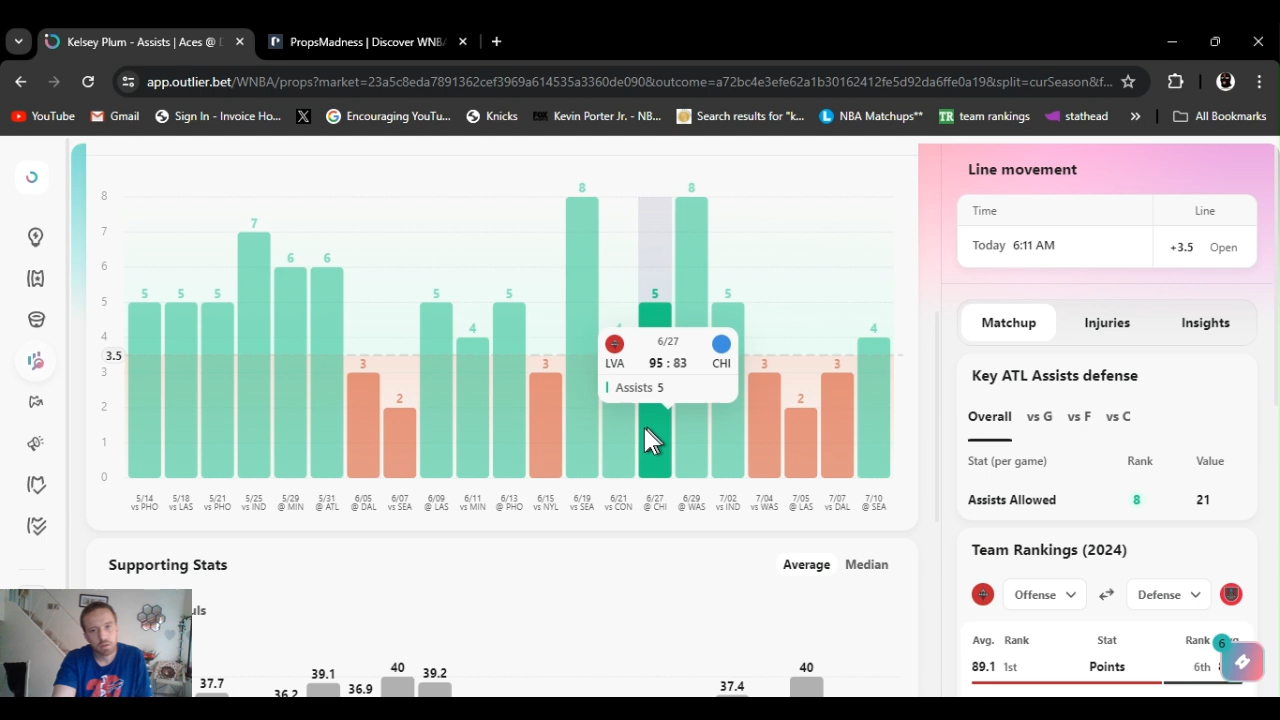 Kelsey Plum - Assists | Aces @
PropsMadness | Discover WNB
app.outlier.bet/WNBA/props?market=23a5c8eda7891362cef3969a614535a3360de090&outcome=a72bc4e3efe62a1b30162412fe5d92da6ffe0a19&split=curSeason&f...
YouTube Gmail Sign In - Invoice Ho... X Encouraging YouTu... Knicks Kevin Porter Jr. - NB... Search results for "k... NBA Matchups** TR team rankings stathead » All Bookmarks
8
7
6
5
4
3.5
3
2
1
0
5 5 5 7 6 6 3 2 5 4 5 3 8 4 5 8 5 3 2 3 4
6/27
LVA 95 : 83 CHI
Assists 5
5/14 5/18 5/21 5/25 5/29 5/31 6/05 6/07 6/09 6/11 6/13 6/15 6/19 6/21 6/27 6/29 7/02 7/04 7/05 7/07 7/10
vs PHO vs LAS vs PHO vs IND @ MIN @ ATL @ DAL vs SEA @ LAS vs MIN @ PHO vs NYL vs SEA vs CON @ CHI @ WAS vs IND vs WAS @ LAS vs DAL @ SEA
Supporting Stats
Average Median
uls
37.7 36.2 39.1 36.9 40 39.2 37.4 40
Line movement
Time Line
Today 6:11 AM +3.5 Open
Matchup Injuries Insights
Key ATL Assists defense
Overall vs G vs F vs C
Stat (per game) Rank Value
Assists Allowed 8 21
Team Rankings (2024)
Offense Defense
Avg. Rank Stat Rank
6
89.1 1st Points 6th